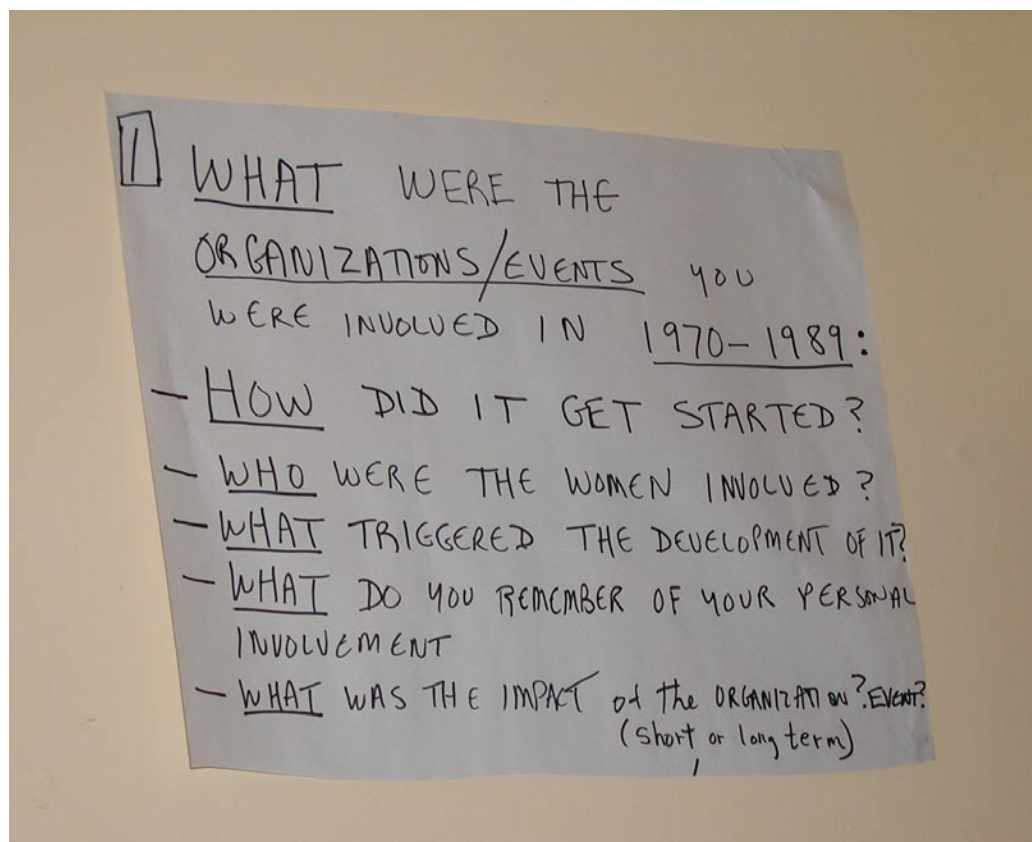 1 WHAT WERE THE
ORGANIZATIONS/EVENTS YOU
WERE INVOLVED IN 1970-1989:
- HOW DID IT GET STARTED?
- WHO WERE THE WOMEN INVOLVED?
- WHAT TRIGGERED THE DEVELOPMENT OF IT?
- WHAT DO YOU REMEMBER OF YOUR PERSONAL
INVOLVEMENT
- WHAT WAS THE IMPACT of the ORGANIZATION? EVENT?
(short or long term)